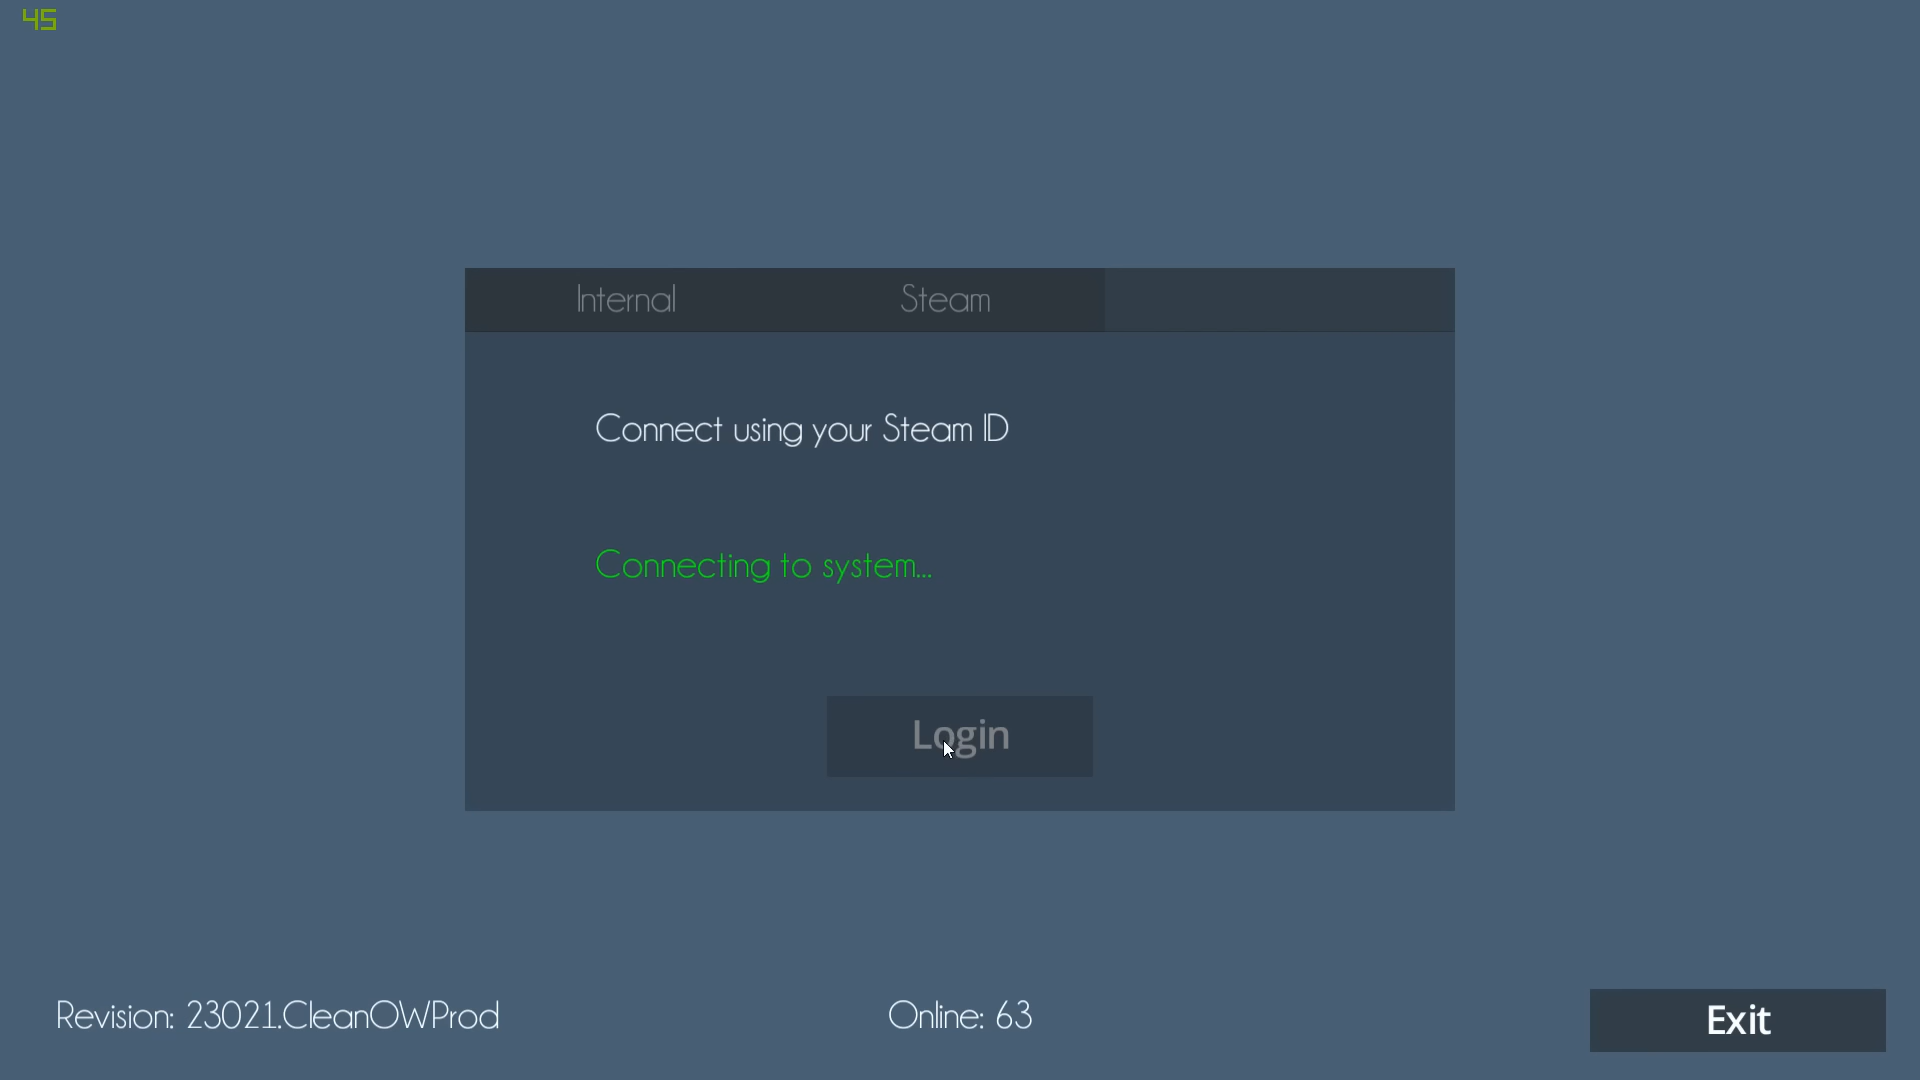 45
Internal Steam
Connect using your Steam ID
Connecting to system...
Login
Revision: 23021.CleanOWProd Online: 63 Exit